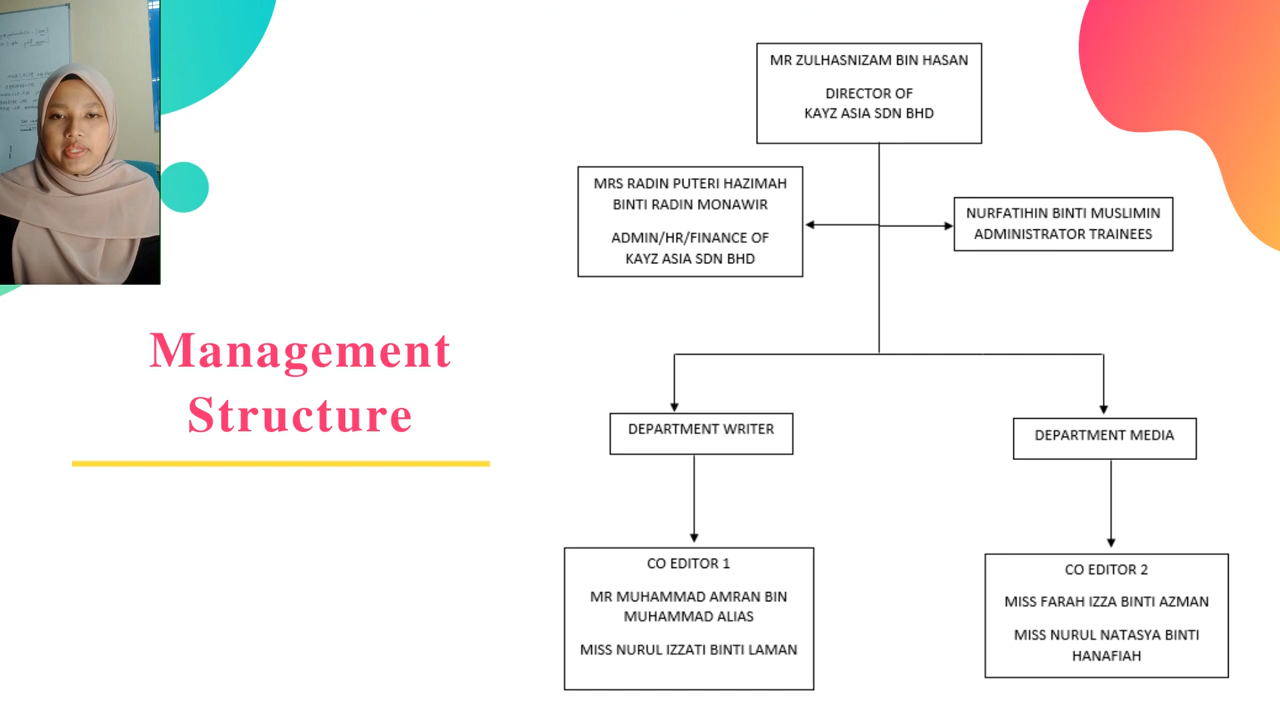 Management
Structure
MR ZULHASNIZAM BIN HASAN
DIRECTOR OF
KAYZ ASIA SDN BHD
MRS RADIN PUTERI HAZIMAH
BINTI RADIN MONAWIR
ADMIN/HR/FINANCE OF
KAYZ ASIA SDN BHD
NURFATIHIN BINTI MUSLIMIN
ADMINISTRATOR TRAINEES
DEPARTMENT WRITER
DEPARTMENT MEDIA
CO EDITOR 1
MR MUHAMMAD AMRAN BIN
MUHAMMAD ALIAS
MISS NURUL IZZATI BINTI LAMAN
CO EDITOR 2
MISS FARAH IZZA BINTI AZMAN
MISS NURUL NATASYA BINTI
HANAFIAH